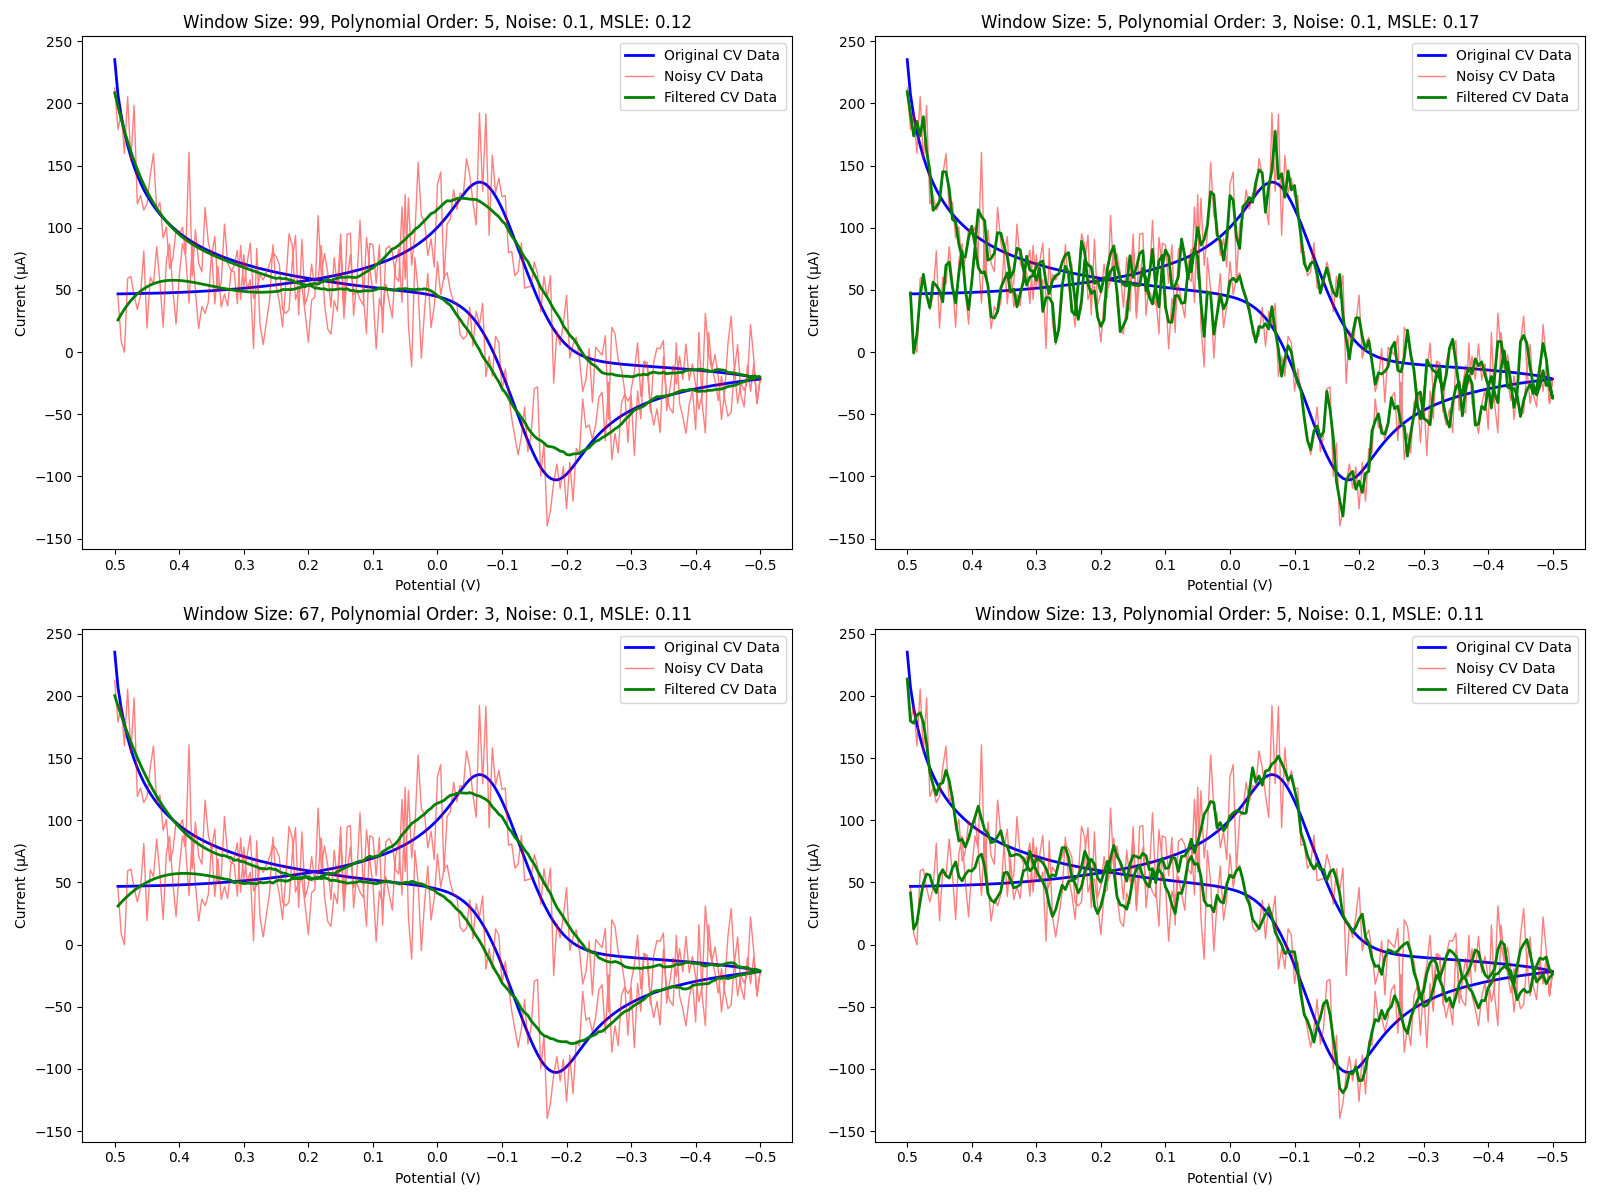 Window Size: 99, Polynomial Order: 5, Noise: 0.1, MSLE: 0.12
250
200
150
100
50
0
−50
−100
−150
Current (μA)
Original CV Data
Noisy CV Data
Filtered CV Data
0.5 0.4 0.3 0.2 0.1 0.0 −0.1 −0.2 −0.3 −0.4 −0.5
Potential (V)
Window Size: 5, Polynomial Order: 3, Noise: 0.1, MSLE: 0.17
250
200
150
100
50
0
−50
−100
−150
Current (μA)
Original CV Data
Noisy CV Data
Filtered CV Data
0.5 0.4 0.3 0.2 0.1 0.0 −0.1 −0.2 −0.3 −0.4 −0.5
Potential (V)
Window Size: 67, Polynomial Order: 3, Noise: 0.1, MSLE: 0.11
250
200
150
100
50
0
−50
−100
−150
Current (μA)
Original CV Data
Noisy CV Data
Filtered CV Data
0.5 0.4 0.3 0.2 0.1 0.0 −0.1 −0.2 −0.3 −0.4 −0.5
Potential (V)
Window Size: 13, Polynomial Order: 5, Noise: 0.1, MSLE: 0.11
250
200
150
100
50
0
−50
−100
−150
Current (μA)
Original CV Data
Noisy CV Data
Filtered CV Data
0.5 0.4 0.3 0.2 0.1 0.0 −0.1 −0.2 −0.3 −0.4 −0.5
Potential (V)